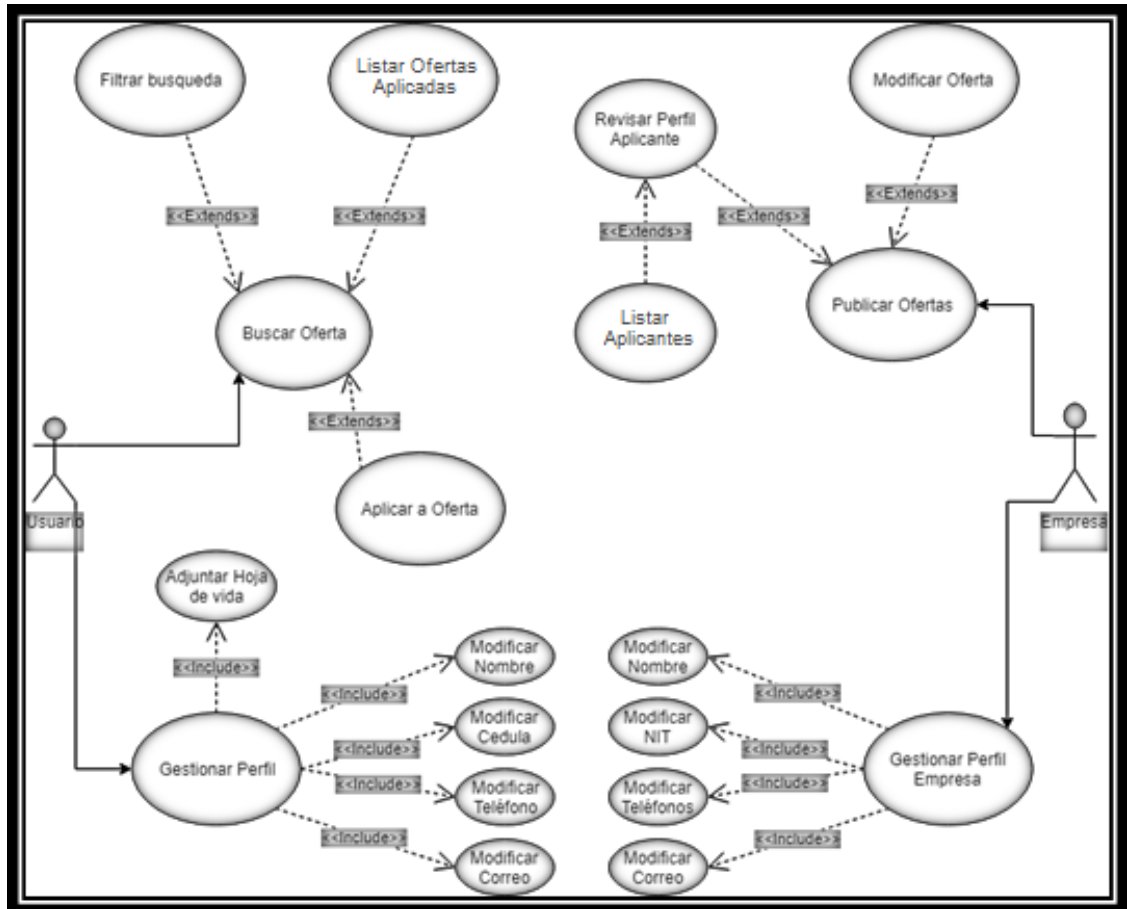 Filtrar busqueda
Listar Ofertas
Aplicadas
Modificar Oferta
Revisar Perfil
Aplicante
<<Extends>>
<<Extends>>
<<Extends>>
<<Extends>>
<<Extends>>
Buscar Oferta
Listar
Aplicantes
Publicar Ofertas
<<Extends>>
Aplicar a Oferta
Usuario
Empresa
Adjuntar Hoja
de vida
<<Include>>
Modificar
Nombre
Modificar
Nombre
<<Include>>
<<Include>>
Modificar
Cedula
Modificar
NIT
<<Include>>
<<Include>>
Gestionar Perfil
Gestionar Perfil
Empresa
<<Include>>
<<Include>>
Modificar
Teléfono
Modificar
Teléfonos
<<Include>>
<<Include>>
Modificar
Correo
Modificar
Correo